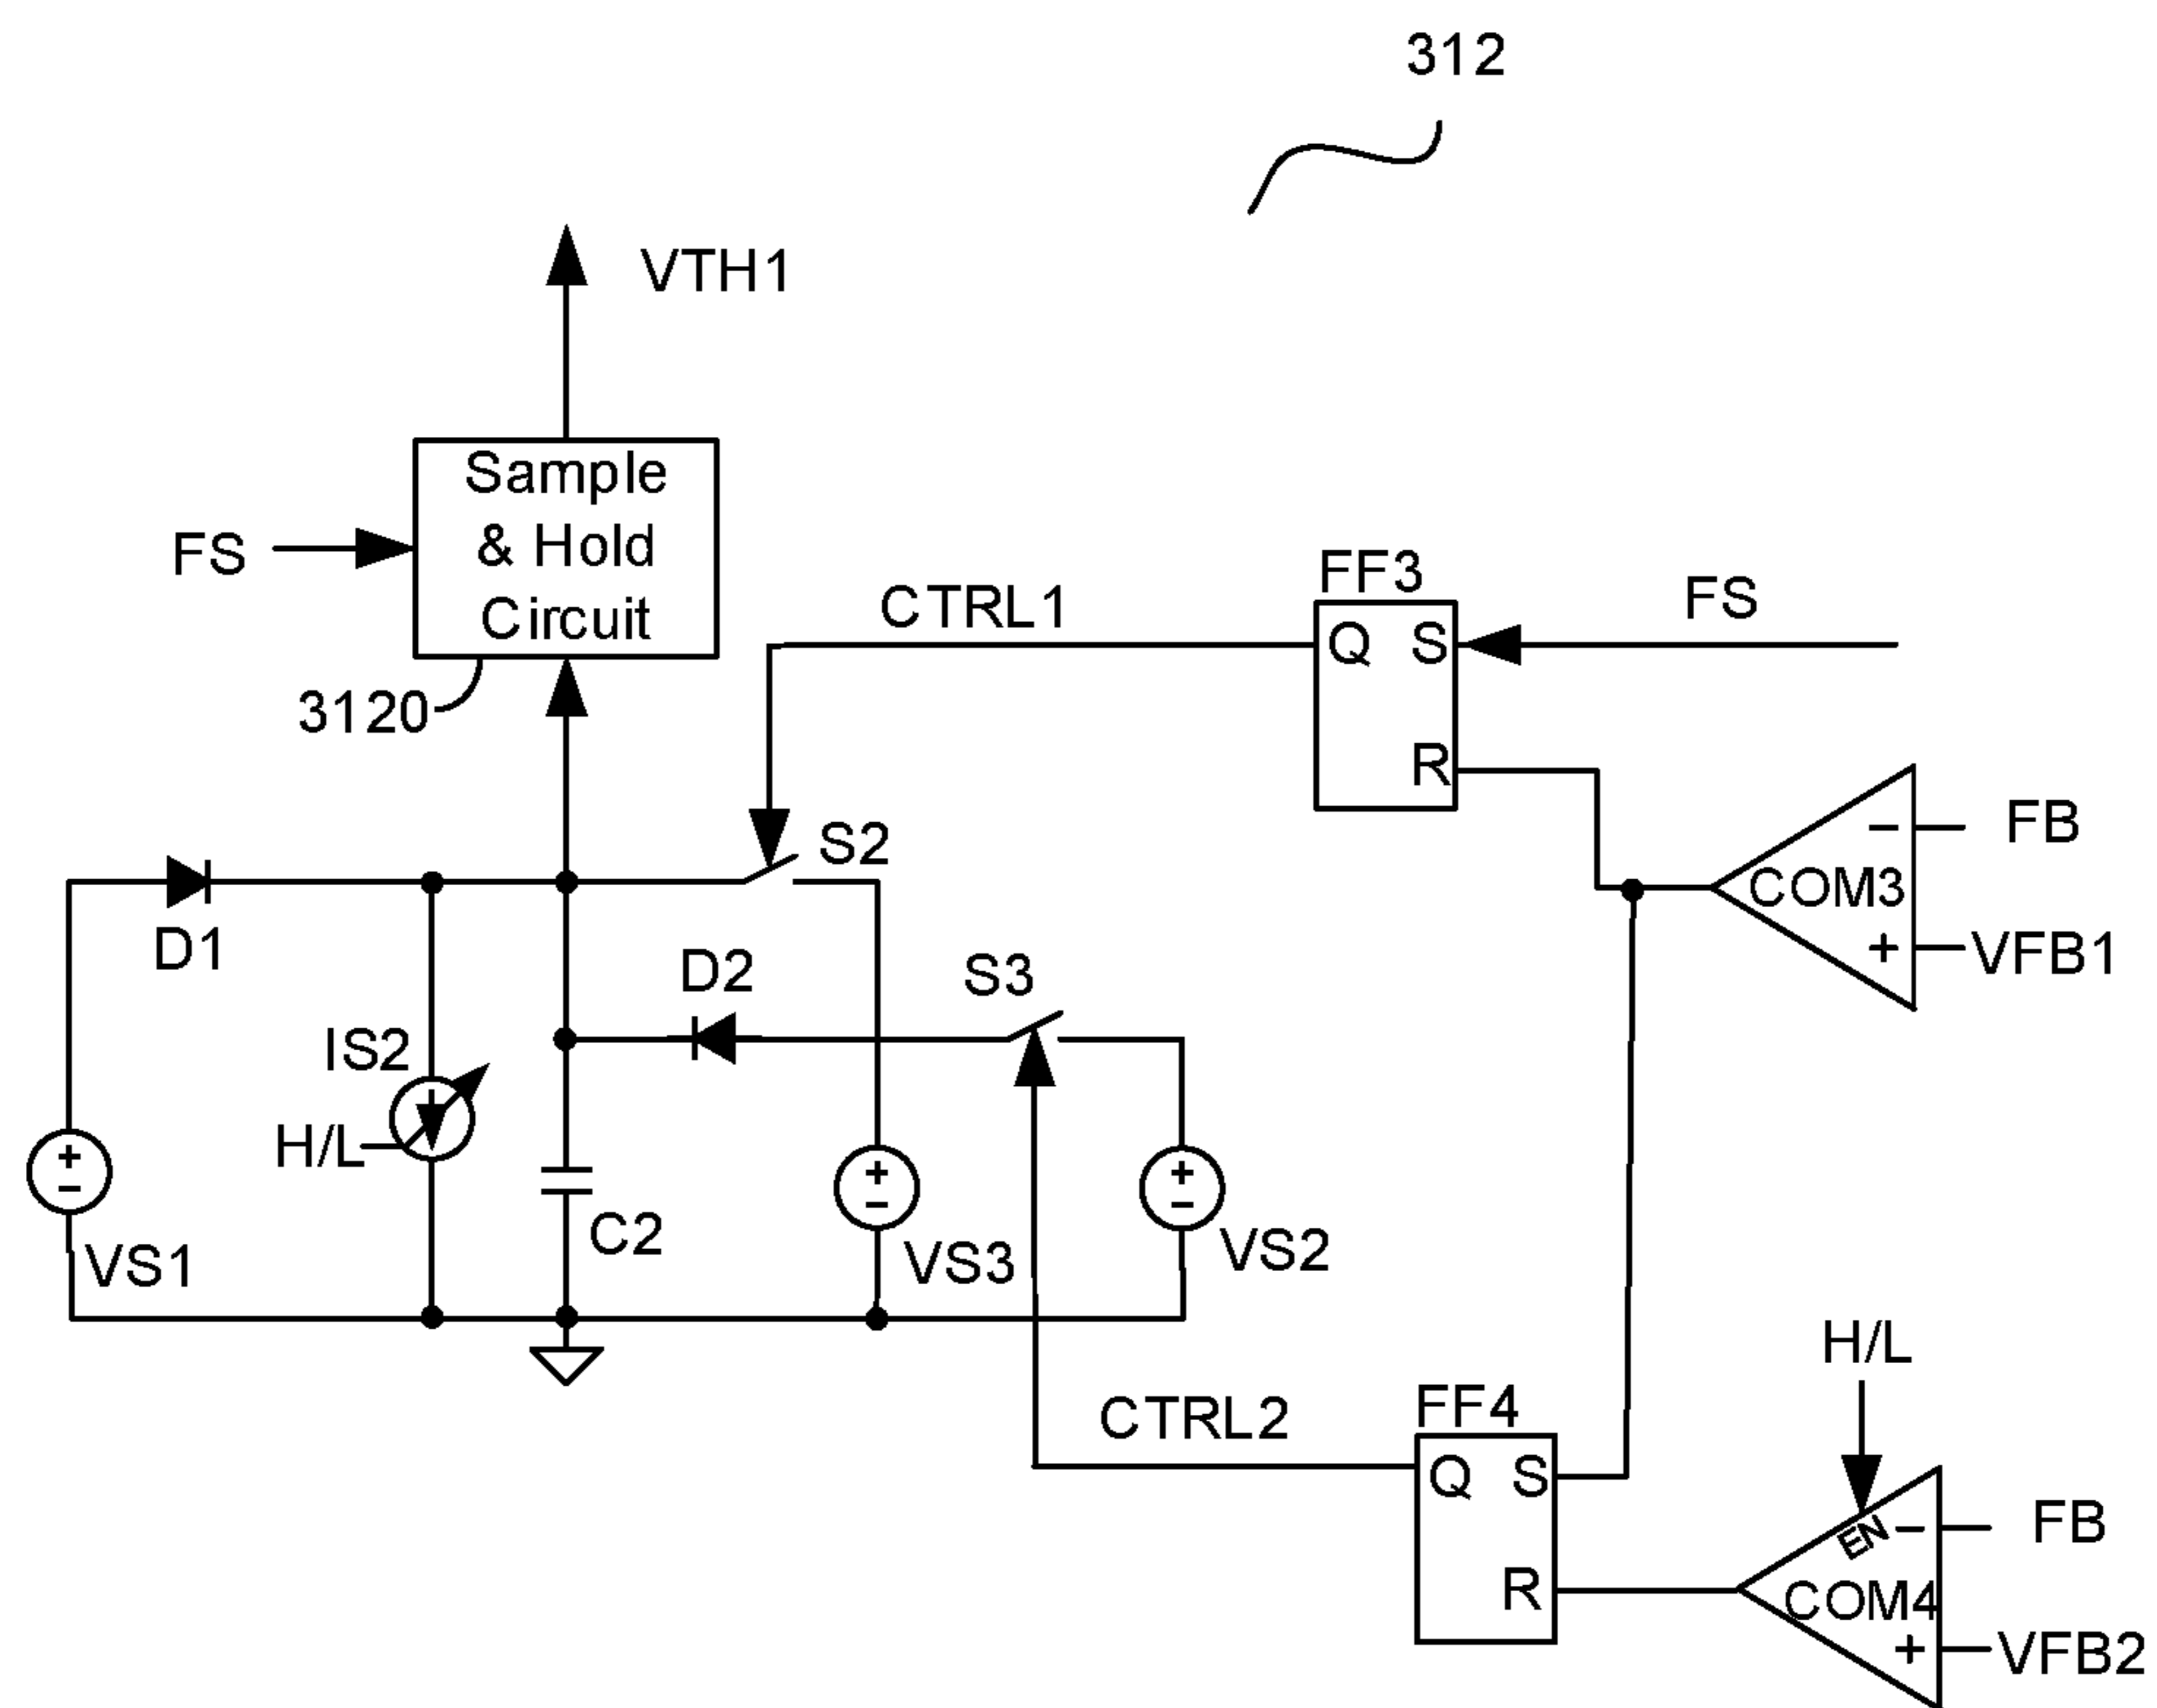 312
VTH1
Sample
& Hold
Circuit
FS
3120
CTRL1
FF3
Q
S
R
FS
COM3
−
+
FB
VFB1
S2
D1
D2
S3
IS2
H/L
C2
+
−
VS1
+
−
VS3
+
−
VS2
CTRL2
FF4
Q
S
R
H/L
EN
COM4
−
+
FB
VFB2